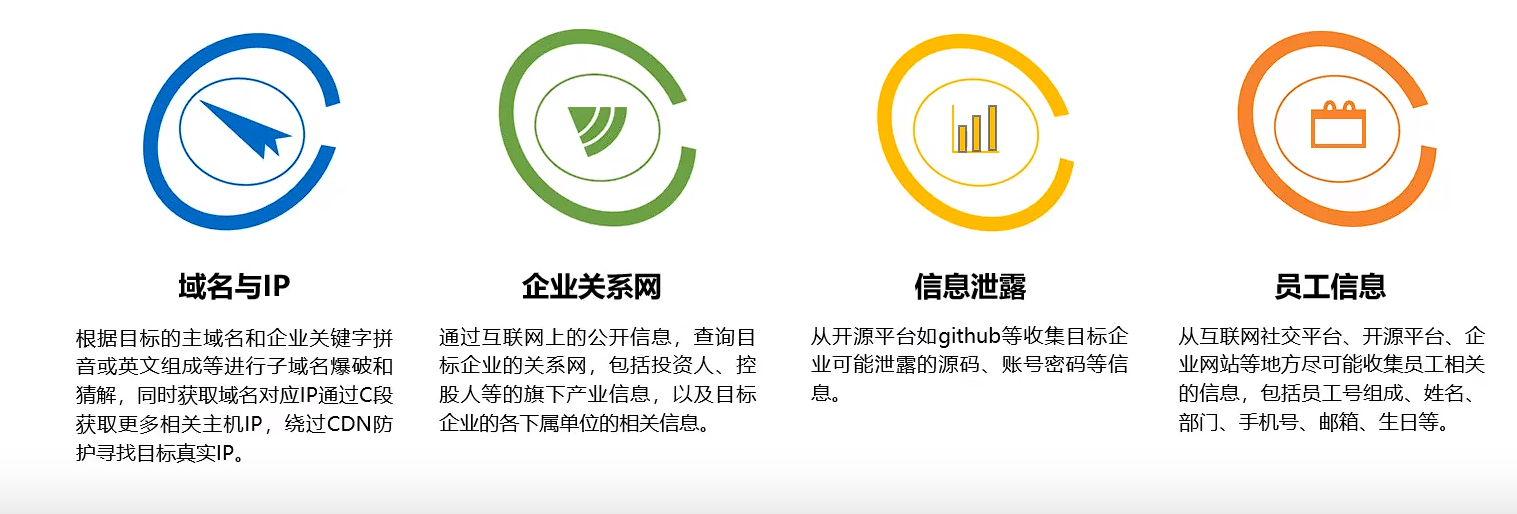 域名与IP
根据目标的主域名和企业关键字拼
音或英文组成等进行子域名爆破和
猜解，同时获取域名对应IP通过C段
获取更多相关主机IP，绕过CDN防
护寻找目标真实IP。
企业关系网
通过互联网上的公开信息，查询目
标企业的关系网，包括投资人、控
股人等的旗下产业信息，以及目标
企业的各下属单位的相关信息。
信息泄露
从开源平台如github等收集目标企
业可能泄露的源码、账号密码等信
息。
员工信息
从互联网社交平台、开源平台、企
业网站等地方尽可能收集员工相关
的信息，包括员工号组成、姓名、
部门、手机号、邮箱、生日等。